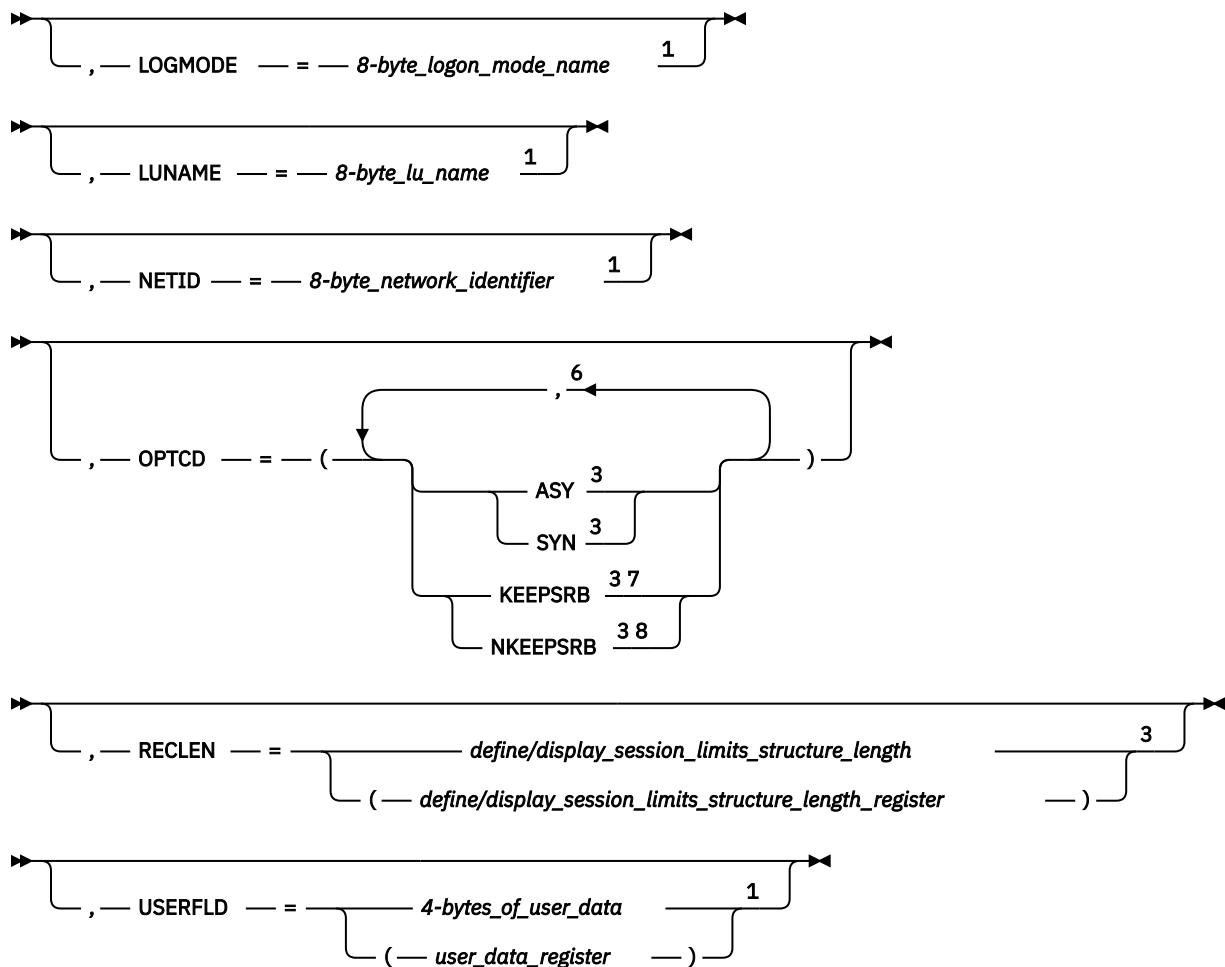 , LOGMODE = 8-byte_logon_mode_name 1
, LUNAME = 8-byte_lu_name 1
, NETID = 8-byte_network_identifier 1
, 6
, OPTCD = ( )
ASY 3
SYN 3
KEEPSRB 3 7
NKEEPSRB 3 8
, RECLEN = define/display_session_limits_structure_length 3
( define/display_session_limits_structure_length_register )
, USERFLD = 4-bytes_of_user_data 1
( user_data_register )